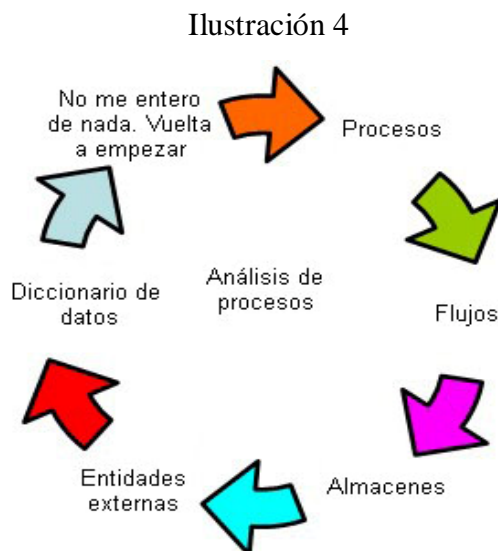 Ilustración 4
No me entero
de nada. Vuelta
a empezar
Procesos
Análisis de
procesos
Diccionario de
datos
Flujos
Entidades
externas
Almacenes